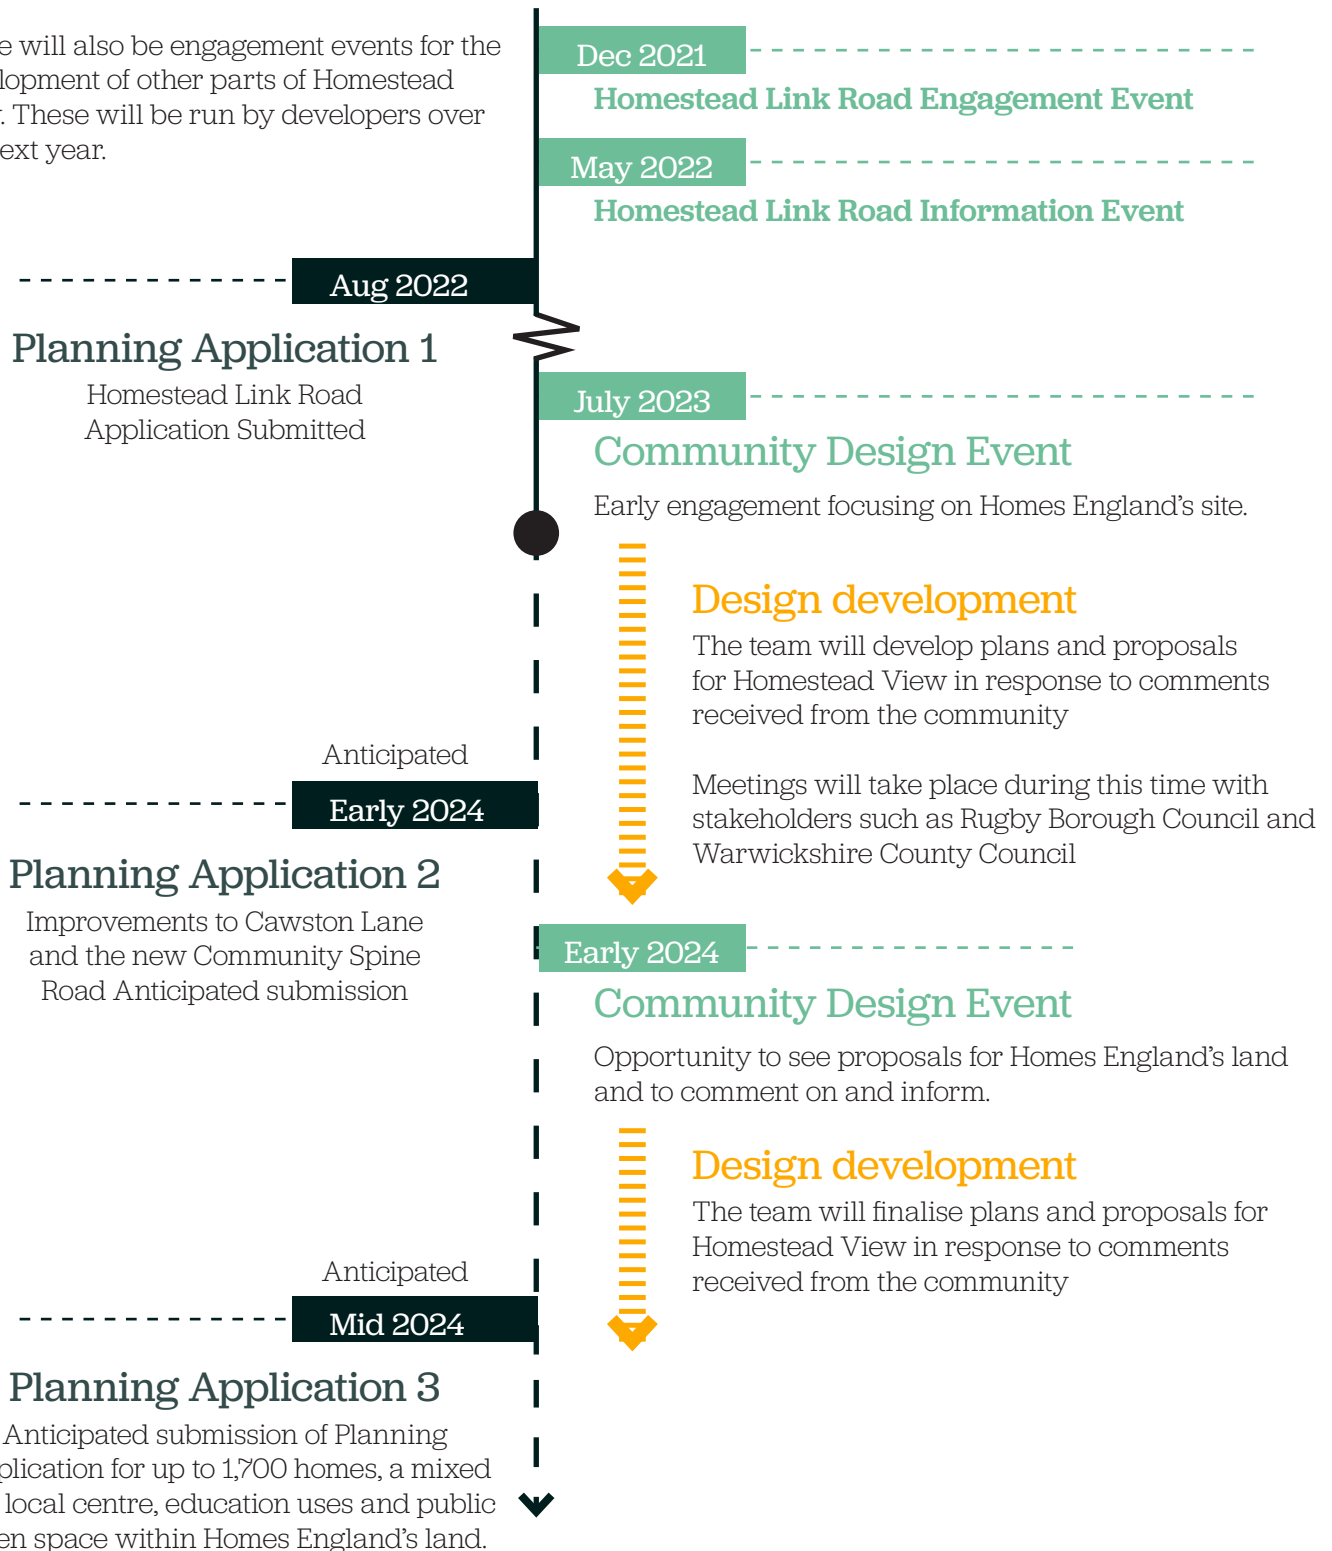 e will also be engagement events for the
lopment of other parts of Homestead
. These will be run by developers over
ext year.
Dec 2021
Homestead Link Road Engagement Event
May 2022
Homestead Link Road Information Event
Aug 2022
Planning Application 1
Homestead Link Road
Application Submitted
July 2023
Community Design Event
Early engagement focusing on Homes England’s site.
Design development
The team will develop plans and proposals
for Homestead View in response to comments
received from the community
Meetings will take place during this time with
stakeholders such as Rugby Borough Council and
Warwickshire County Council
Anticipated
Early 2024
Planning Application 2
Improvements to Cawston Lane
and the new Community Spine
Road Anticipated submission
Early 2024
Community Design Event
Opportunity to see proposals for Homes England’s land
and to comment on and inform.
Design development
The team will finalise plans and proposals for
Homestead View in response to comments
received from the community
Anticipated
Mid 2024
Planning Application 3
Anticipated submission of Planning
plication for up to 1,700 homes, a mixed
local centre, education uses and public
en space within Homes England’s land.